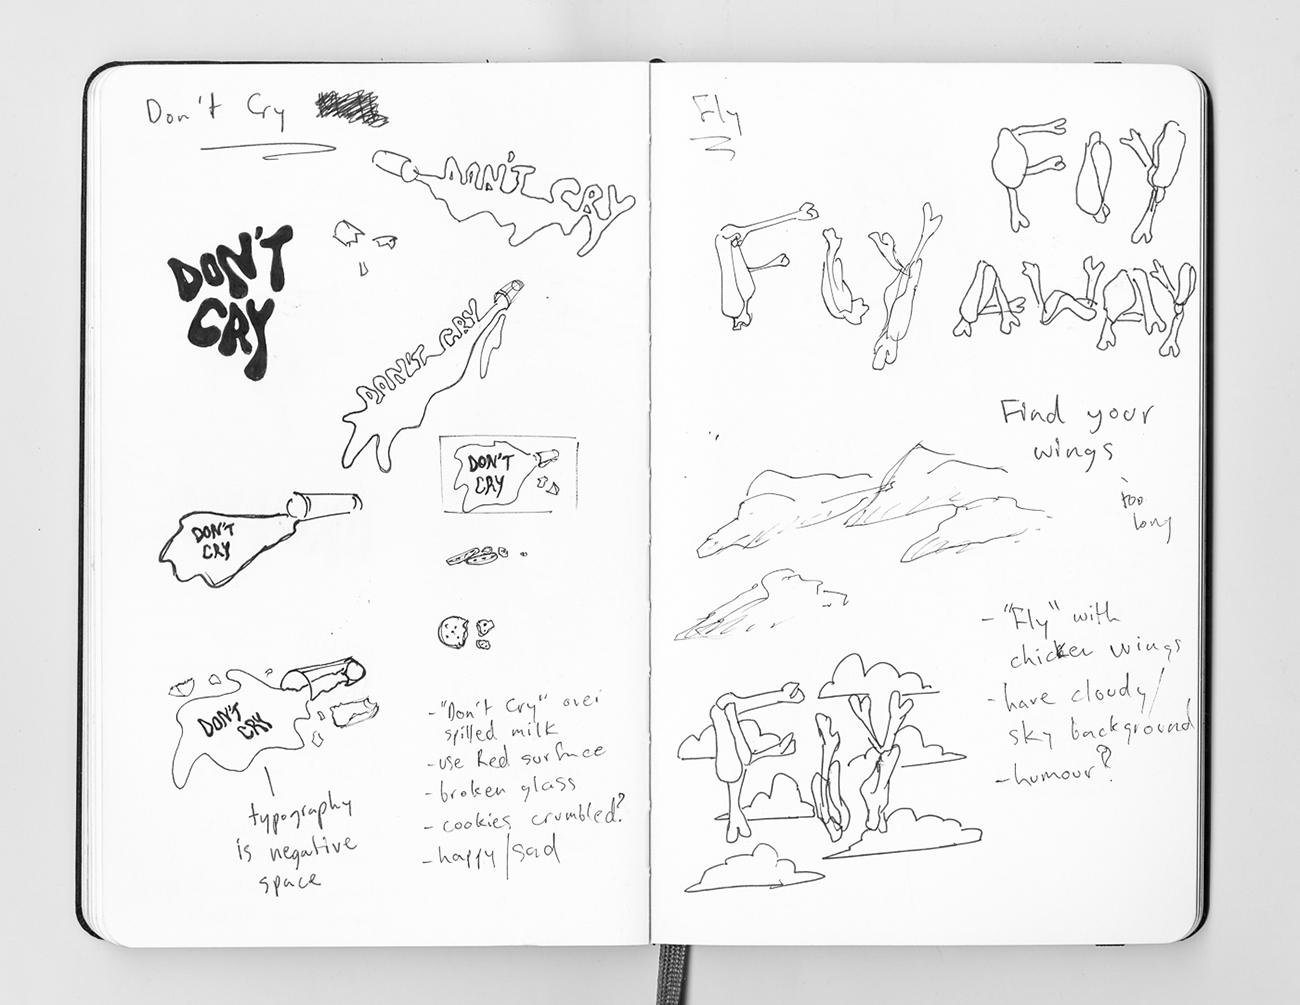 Don't Cry
DON'T CRY
DON'T
CRY
DON'T CRY
DON'T
CRY
DON'T
CRY
DON'T
CRY
typography
is negative
space
- "Don't Cry" over
spilled milk
- use Red surface
- broken glass
- cookies crumbled?
- happy/sad
Fly
FLY
FLY AWAY
Find your
wings
too
long
- "Fly" with
chicken wings
- have cloudy/
sky background
- humour?
FLY